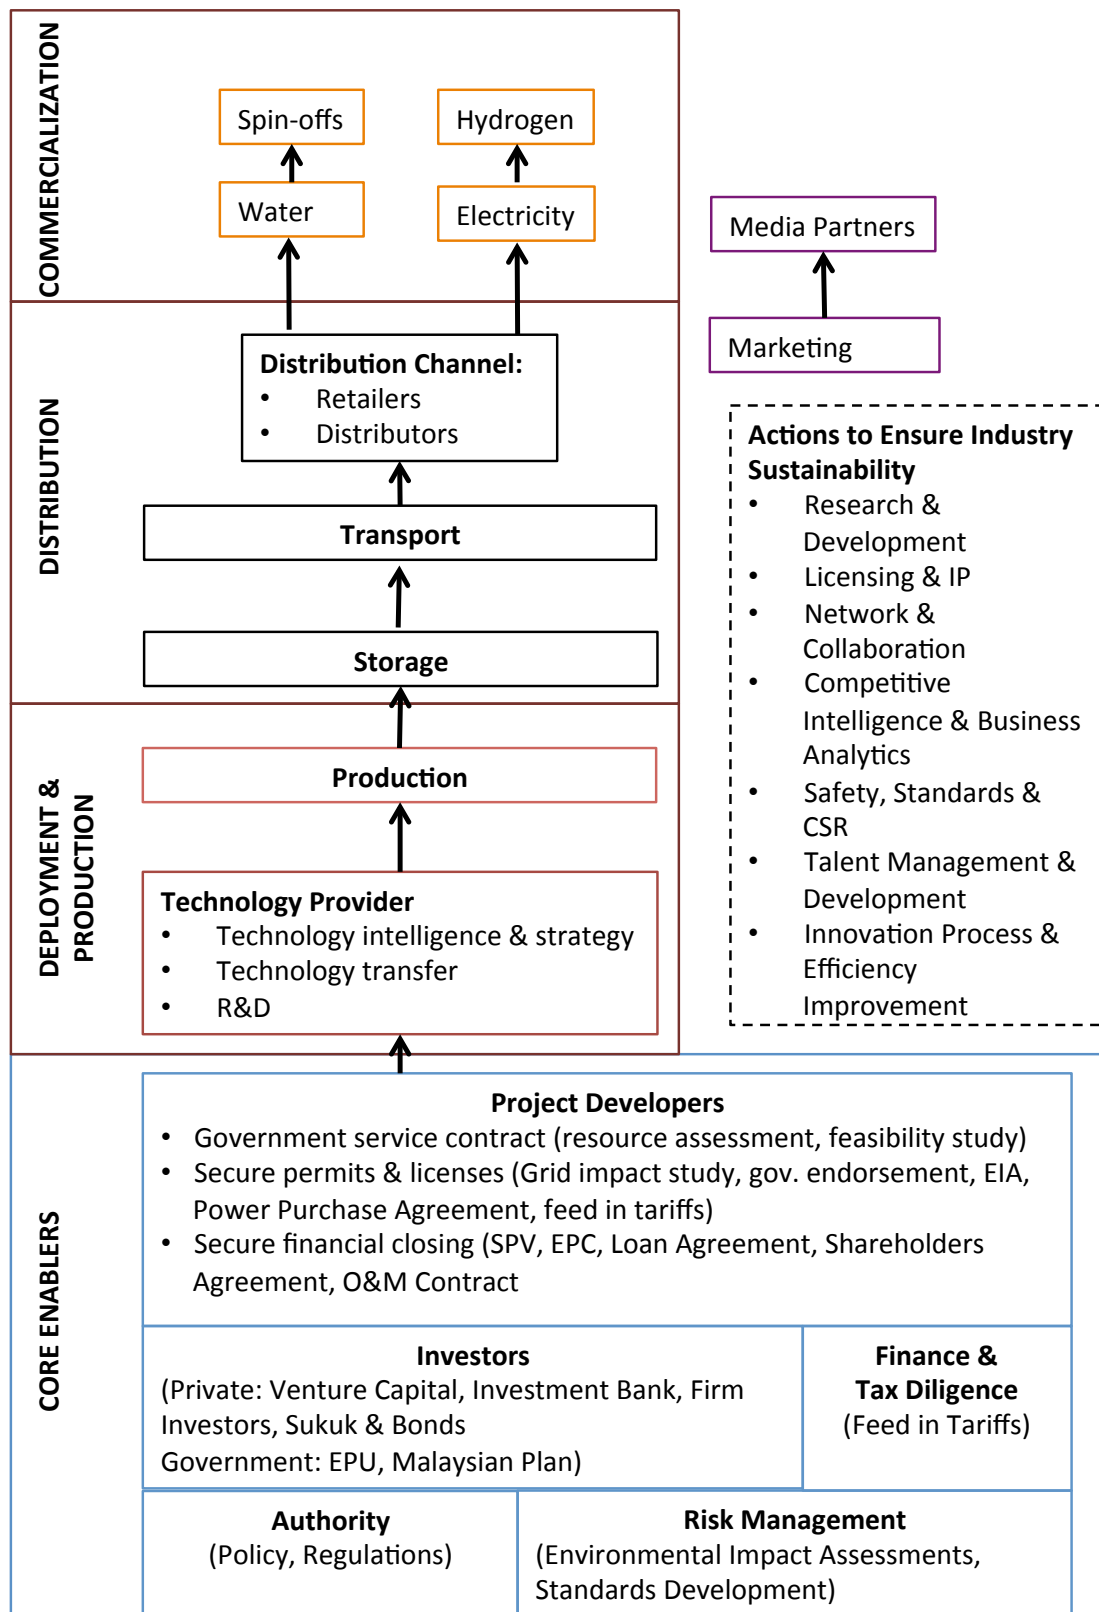 COMMERCIALIZATION
Spin-offs
Hydrogen
Water
Electricity
Media Partners
Marketing
DISTRIBUTION
Distribution Channel:
• Retailers
• Distributors
Transport
Storage
Actions to Ensure Industry
Sustainability
• Research &
Development
• Licensing & IP
• Network &
Collaboration
• Competitive
Intelligence & Business
Analytics
• Safety, Standards &
CSR
• Talent Management &
Development
• Innovation Process &
Efficiency
Improvement
DEPLOYMENT &
PRODUCTION
Production
Technology Provider
• Technology intelligence & strategy
• Technology transfer
• R&D
CORE ENABLERS
Project Developers
• Government service contract (resource assessment, feasibility study)
• Secure permits & licenses (Grid impact study, gov. endorsement, EIA,
Power Purchase Agreement, feed in tariffs)
• Secure financial closing (SPV, EPC, Loan Agreement, Shareholders
Agreement, O&M Contract
Investors
(Private: Venture Capital, Investment Bank, Firm
Investors, Sukuk & Bonds
Government: EPU, Malaysian Plan)
Finance &
Tax Diligence
(Feed in Tariffs)
Authority
(Policy, Regulations)
Risk Management
(Environmental Impact Assessments,
Standards Development)